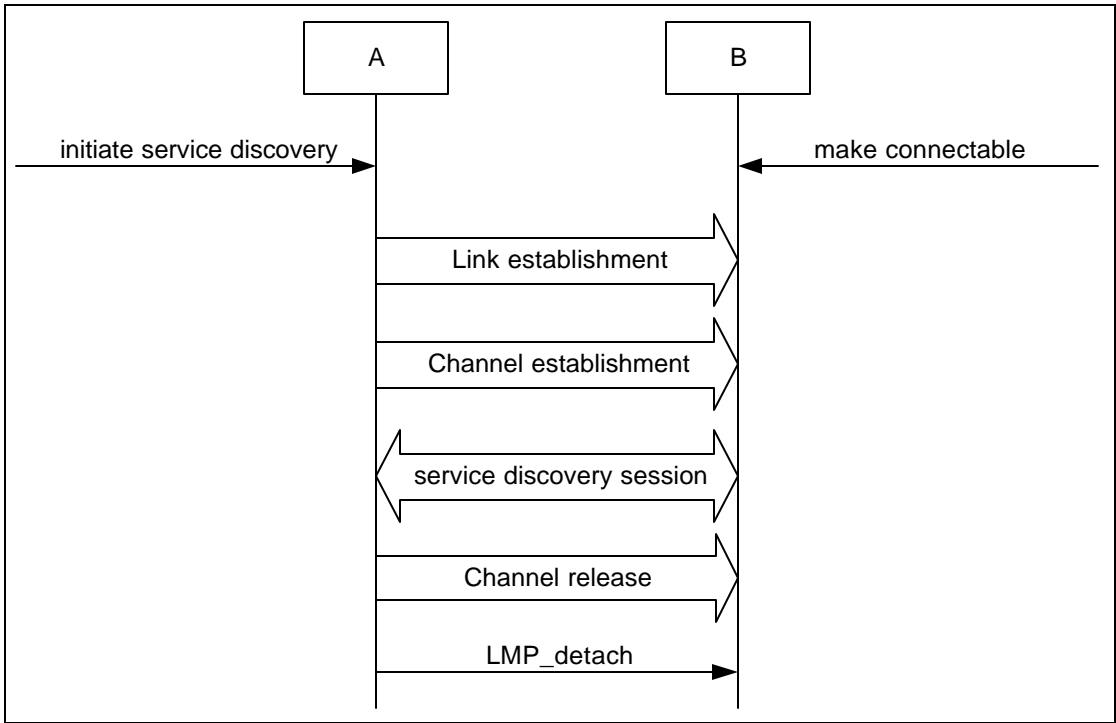 A
B
initiate service discovery
make connectable
Link establishment
Channel establishment
service discovery session
Channel release
LMP_detach